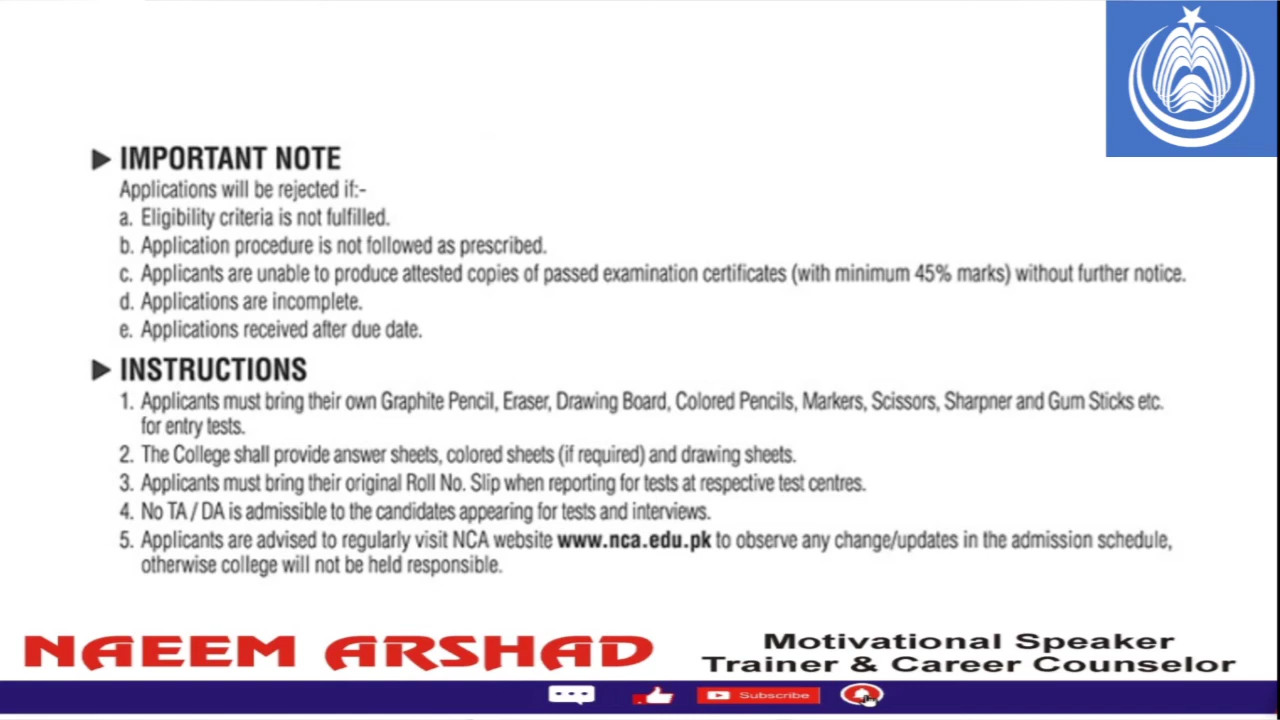 IMPORTANT NOTE
Applications will be rejected if:-
a. Eligibility criteria is not fulfilled.
b. Application procedure is not followed as prescribed.
c. Applicants are unable to produce attested copies of passed examination certificates (with minimum 45% marks) without further notice.
d. Applications are incomplete.
e. Applications received after due date.
INSTRUCTIONS
1. Applicants must bring their own Graphite Pencil, Eraser, Drawing Board, Colored Pencils, Markers, Scissors, Sharpner and Gum Sticks etc.
for entry tests.
2. The College shall provide answer sheets, colored sheets (if required) and drawing sheets.
3. Applicants must bring their original Roll No. Slip when reporting for tests at respective test centres.
4. No TA / DA is admissible to the candidates appearing for tests and interviews.
5. Applicants are advised to regularly visit NCA website www.nca.edu.pk to observe any change/updates in the admission schedule,
otherwise college will not be held responsible.
NAEEM ARSHAD
Motivational Speaker
Trainer & Career Counselor
Subscribe